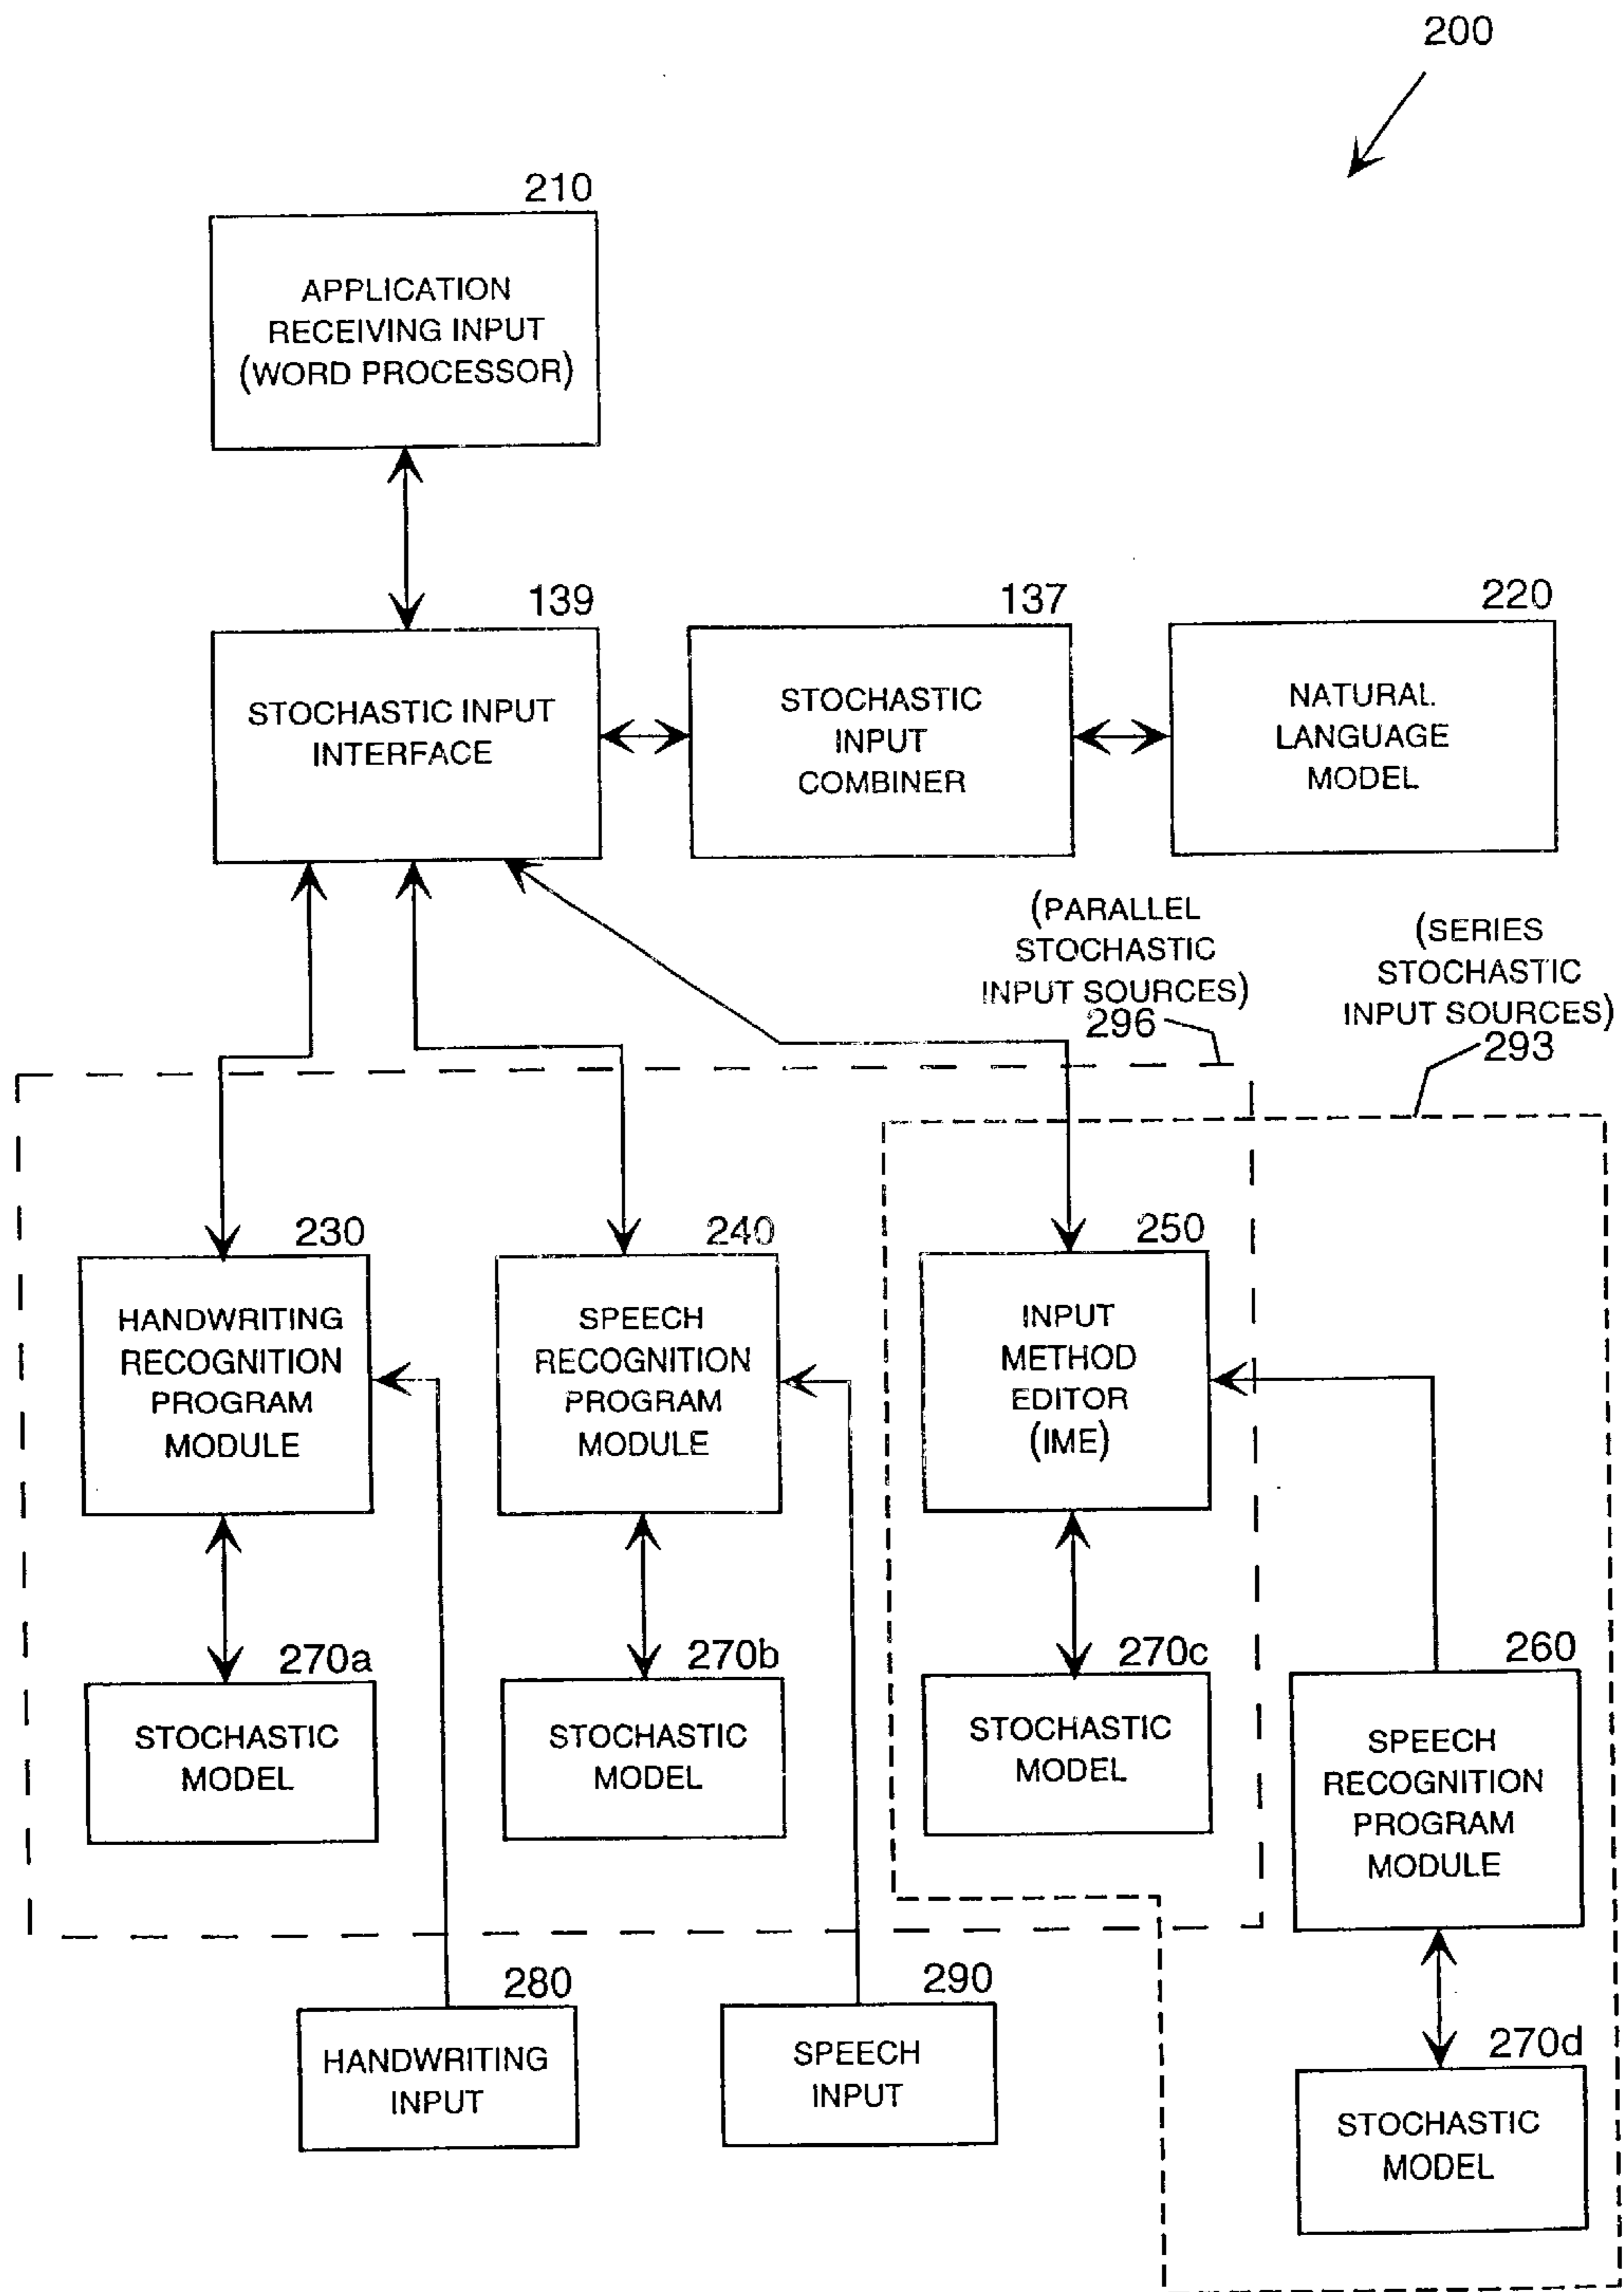 200
210
APPLICATION
RECEIVING INPUT
(WORD PROCESSOR)
139
STOCHASTIC INPUT
INTERFACE
137
STOCHASTIC
INPUT
COMBINER
220
NATURAL
LANGUAGE
MODEL
(PARALLEL
STOCHASTIC
INPUT SOURCES)
296
(SERIES
STOCHASTIC
INPUT SOURCES)
293
230
HANDWRITING
RECOGNITION
PROGRAM
MODULE
240
SPEECH
RECOGNITION
PROGRAM
MODULE
250
INPUT
METHOD
EDITOR
(IME)
270a
STOCHASTIC
MODEL
270b
STOCHASTIC
MODEL
270c
STOCHASTIC
MODEL
260
SPEECH
RECOGNITION
PROGRAM
MODULE
280
HANDWRITING
INPUT
290
SPEECH
INPUT
270d
STOCHASTIC
MODEL